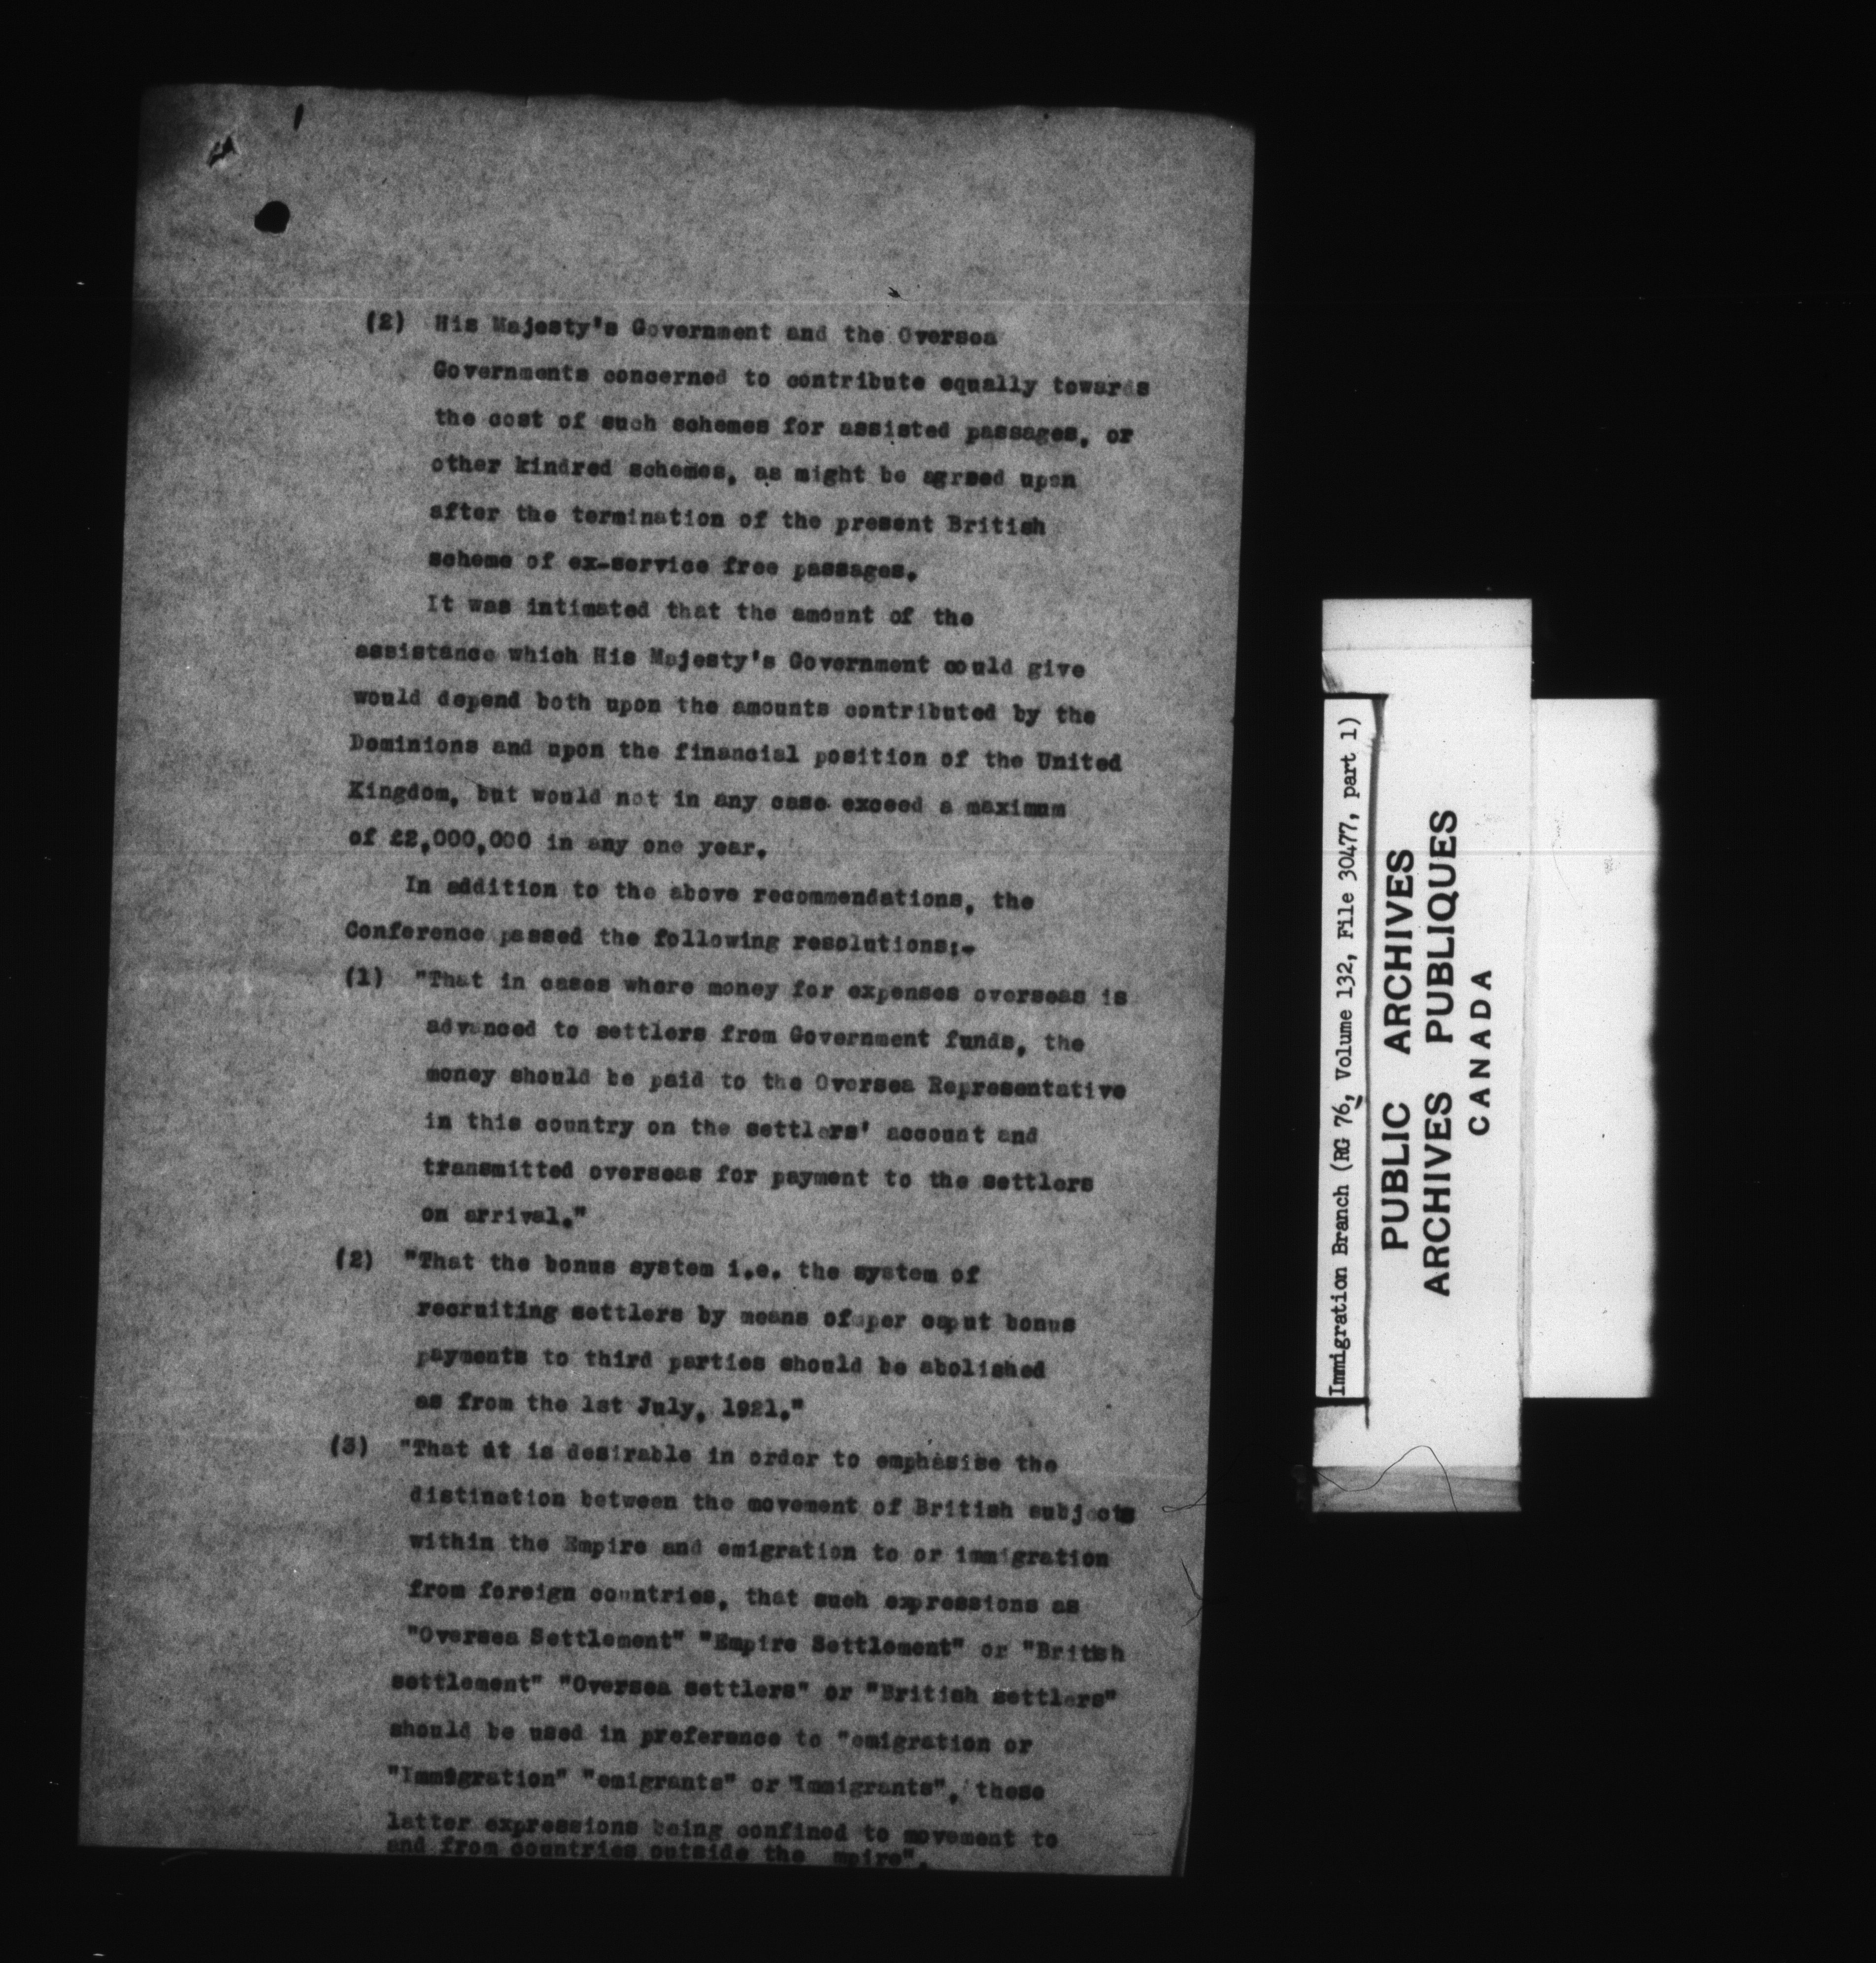 (2) His Majesty's Government and the Oversea
Governments concerned to contribute equally towards
the cost of such schemes for assisted passages, or
other kindred schemes, as might be agreed upon
after the termination of the present British
scheme of ex-service free passages.
It was intimated that the amount of the
assistance which His Majesty's Government could give
would depend both upon the amounts contributed by the
Dominions and upon the financial position of the United
Kingdom, but would not in any case exceed a maximum
of £2,000,000 in any one year.
In addition to the above recommendations, the
Conference passed the following resolutions:-
(1) "That in cases where money for expenses overseas is
advanced to settlers from Government funds, the
money should be paid to the Oversea Representative
in this country on the settlers' account and
transmitted overseas for payment to the settlers
on arrival."
(2) "That the bonus system i.e. the system of
recruiting settlers by means of per caput bonus
payments to third parties should be abolished
as from the 1st July, 1921."
(3) "That it is desirable in order to emphasise the
distinction between the movement of British subjects
within the Empire and emigration to or immigration
from foreign countries, that such expressions as
"Oversea Settlement" "Empire Settlement" or "British
settlement" "Oversea settlers" or "British settlers"
should be used in preference to "emigration or
"Immigration" "emigrants" or "Immigrants", these
latter expressions being confined to movement to
and from countries outside the mpire".
Immigration Branch (RG 76, Volume 132, File 30477, part 1)
PUBLIC ARCHIVES
ARCHIVES PUBLIQUES
CANADA